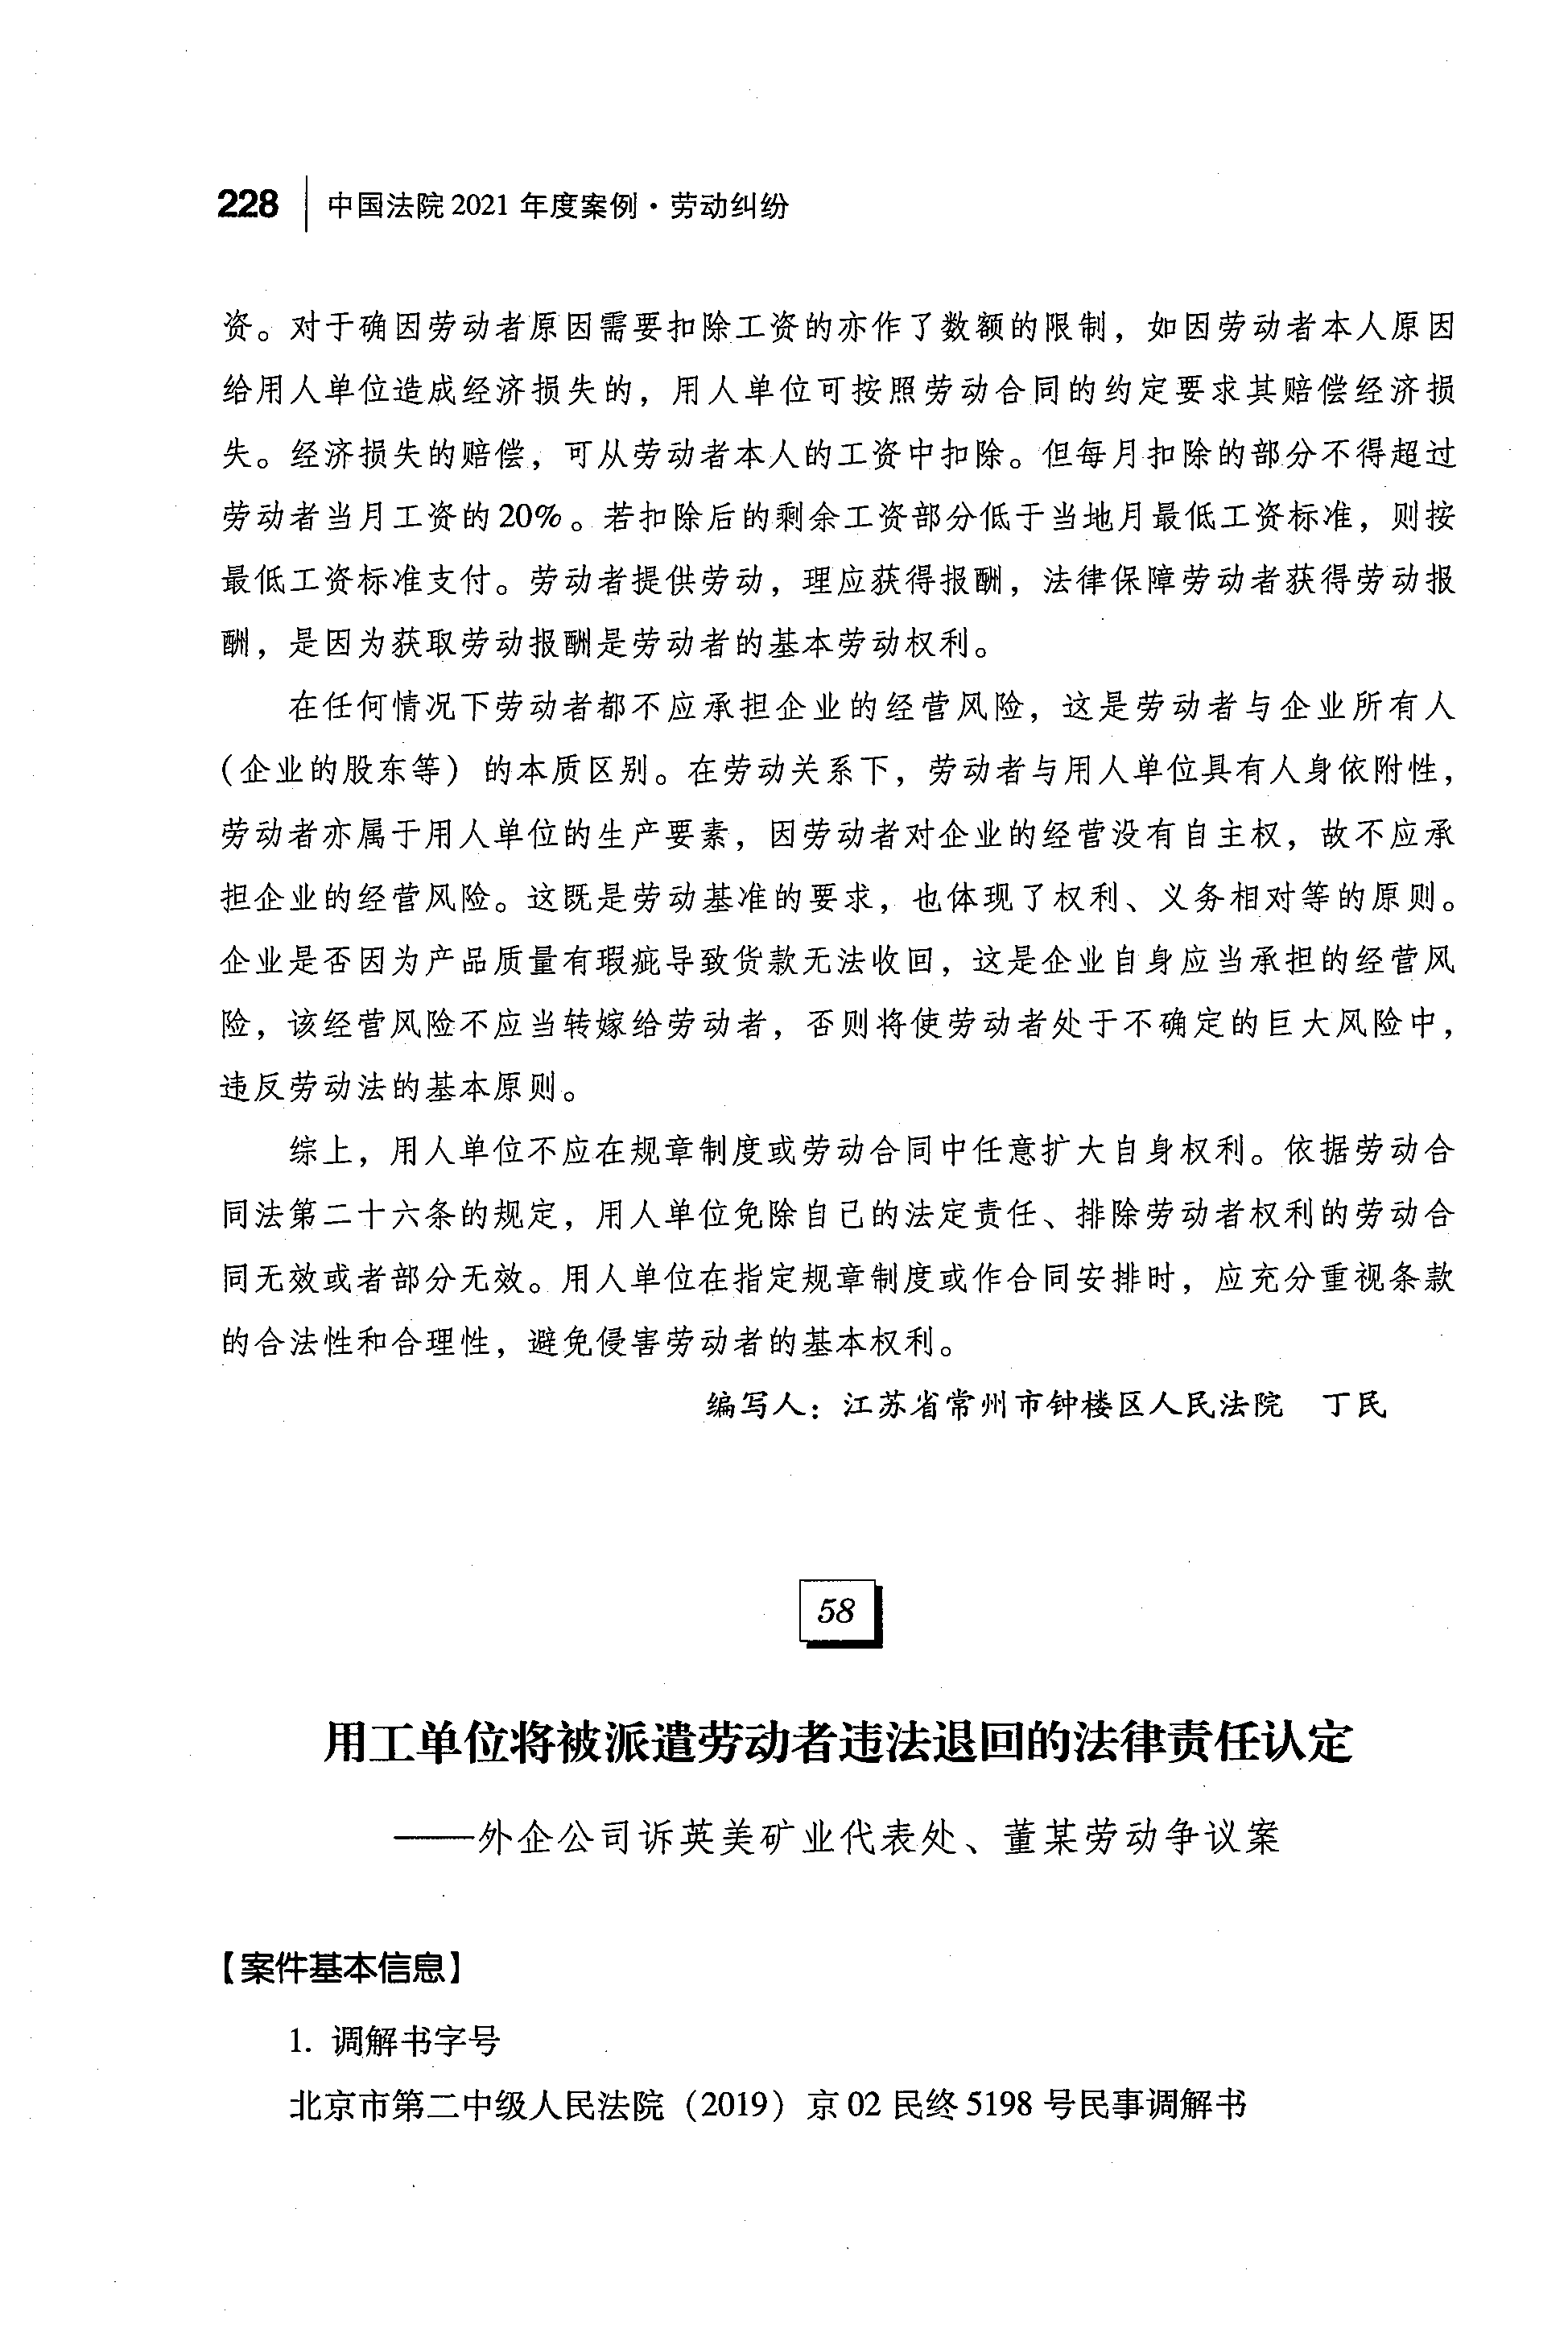 228 中国法院 2021 年度案例·劳动纠纷
资。对于确因劳动者原因需要扣除工资的亦作了数额的限制，如因劳动者本人原因
给用人单位造成经济损失的，用人单位可按照劳动合同的约定要求其赔偿经济损
失。经济损失的赔偿，可从劳动者本人的工资中扣除。但每月扣除的部分不得超过
劳动者当月工资的 20%。若扣除后的剩余工资部分低于当地月最低工资标准，则按
最低工资标准支付。劳动者提供劳动，理应获得报酬，法律保障劳动者获得劳动报
酬，是因为获取劳动报酬是劳动者的基本劳动权利。
在任何情况下劳动者都不应承担企业的经营风险，这是劳动者与企业所有人
（企业的股东等）的本质区别。在劳动关系下，劳动者与用人单位具有人身依附性，
劳动者亦属于用人单位的生产要素，因劳动者对企业的经营没有自主权，故不应承
担企业的经营风险。这既是劳动基准的要求，也体现了权利、义务相对等的原则。
企业是否因为产品质量有瑕疵导致货款无法收回，这是企业自身应当承担的经营风
险，该经营风险不应当转嫁给劳动者，否则将使劳动者处于不确定的巨大风险中，
违反劳动法的基本原则。
综上，用人单位不应在规章制度或劳动合同中任意扩大自身权利。依据劳动合
同法第二十六条的规定，用人单位免除自己的法定责任、排除劳动者权利的劳动合
同无效或者部分无效。用人单位在指定规章制度或作合同安排时，应充分重视条款
的合法性和合理性，避免侵害劳动者的基本权利。
编写人：江苏省常州市钟楼区人民法院 丁民
58
用工单位将被派遣劳动者违法退回的法律责任认定
——外企公司诉英美矿业代表处、董某劳动争议案
【案件基本信息】
1. 调解书字号
北京市第二中级人民法院（2019）京 02 民终 5198 号民事调解书